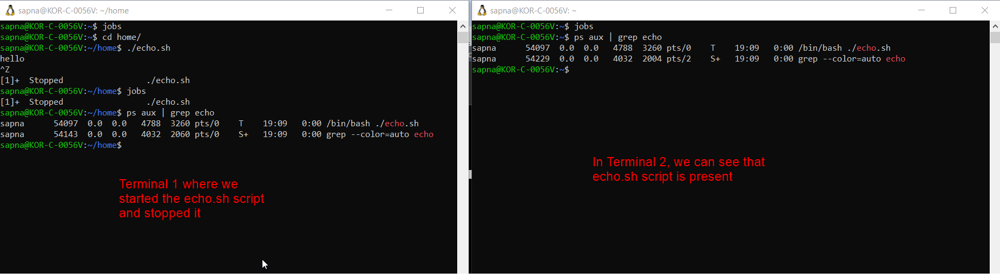 sapna@KOR-C-0056V: ~/home
sapna@KOR-C-0056V:~$ jobs
sapna@KOR-C-0056V:~$ cd home/
sapna@KOR-C-0056V:~/home$ ./echo.sh
hello
^Z
[1]+  Stopped                 ./echo.sh
sapna@KOR-C-0056V:~/home$ jobs
[1]+  Stopped                 ./echo.sh
sapna@KOR-C-0056V:~/home$ ps aux | grep echo
sapna      54097  0.0  0.0   4788  3260 pts/0    T    19:09   0:00 /bin/bash ./echo.sh
sapna      54143  0.0  0.0   4032  2060 pts/0    S+   19:09   0:00 grep --color=auto echo
sapna@KOR-C-0056V:~/home$
Terminal 1 where we
started the echo.sh script
and stopped it
sapna@KOR-C-0056V: ~
sapna@KOR-C-0056V:~$ jobs
sapna@KOR-C-0056V:~$ ps aux | grep echo
sapna      54097  0.0  0.0   4788  3260 pts/0    T    19:09   0:00 /bin/bash ./echo.sh
sapna      54229  0.0  0.0   4032  2004 pts/2    S+   19:09   0:00 grep --color=auto echo
sapna@KOR-C-0056V:~$
In Terminal 2, we can see that
echo.sh script is present